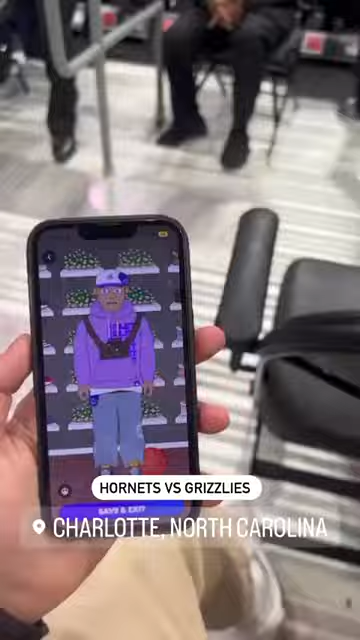 SAVE & EXIT
HORNETS VS GRIZZLIES
CHARLOTTE, NORTH CAROLINA